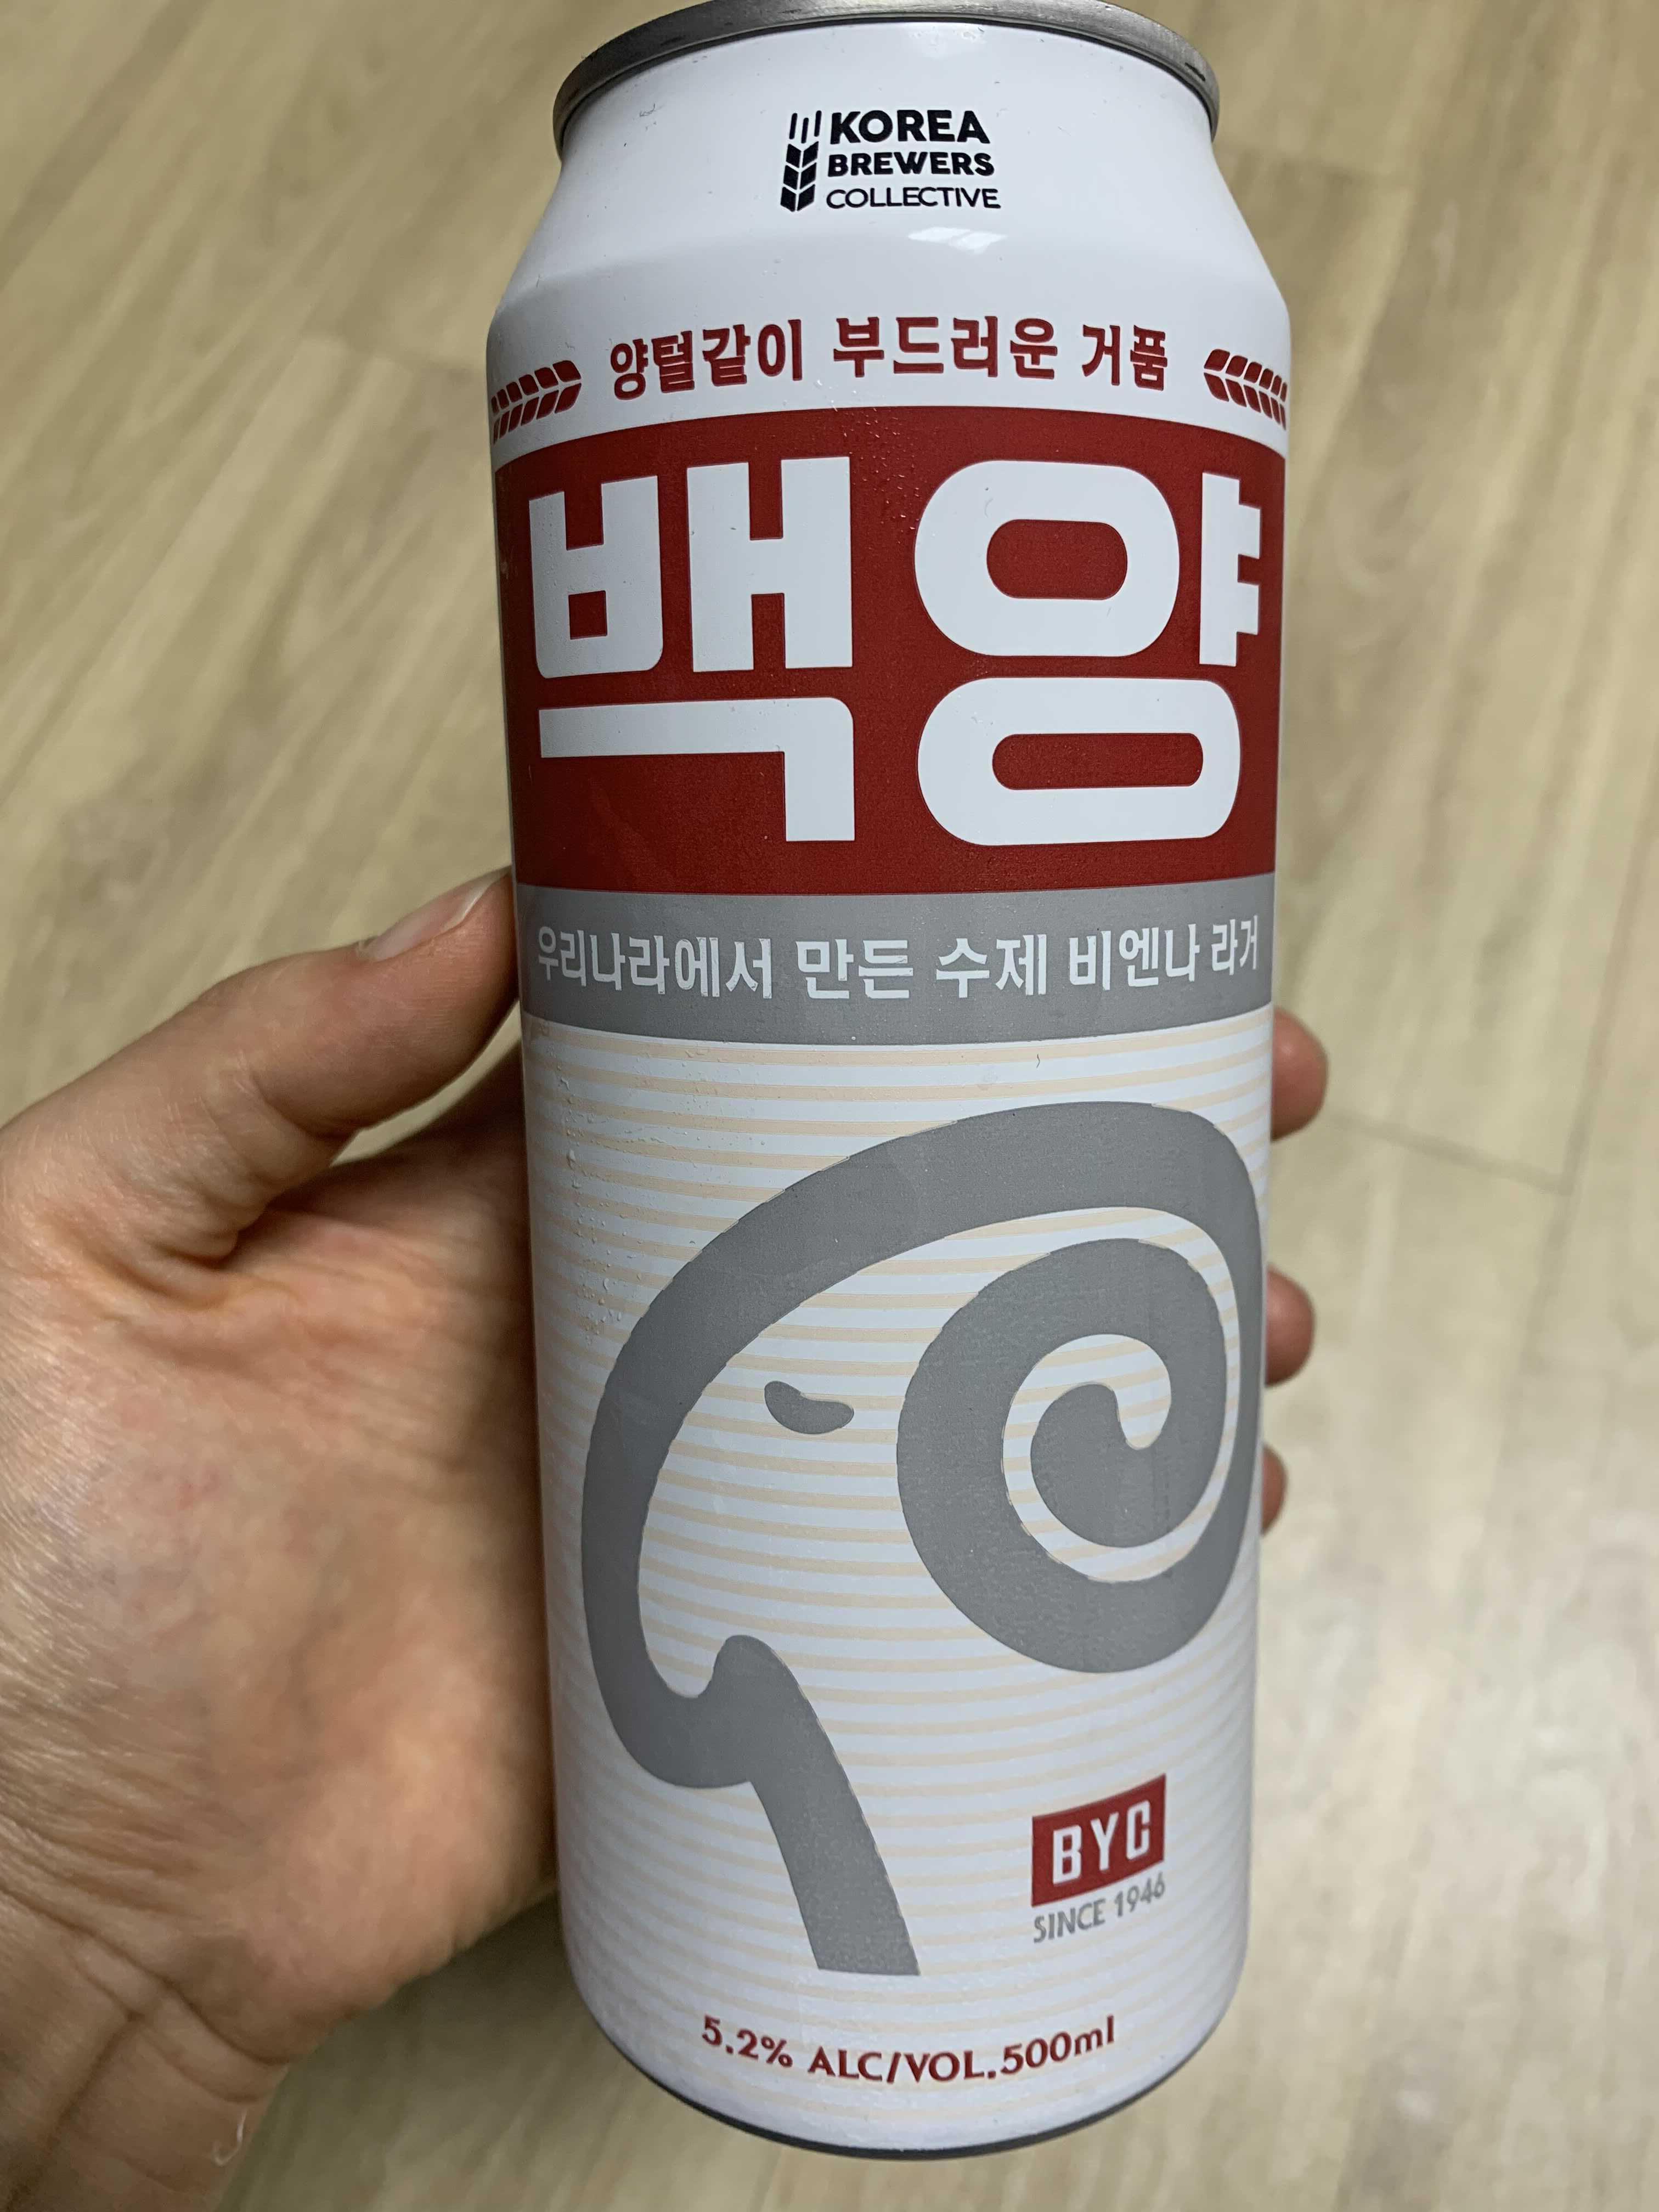 KOREA
BREWERS
COLLECTIVE
양털같이 부드러운 거품
백양
우리나라에서 만든 수제 비엔나 라거
BYC
SINCE 1946
5.2% ALC/VOL.500ml